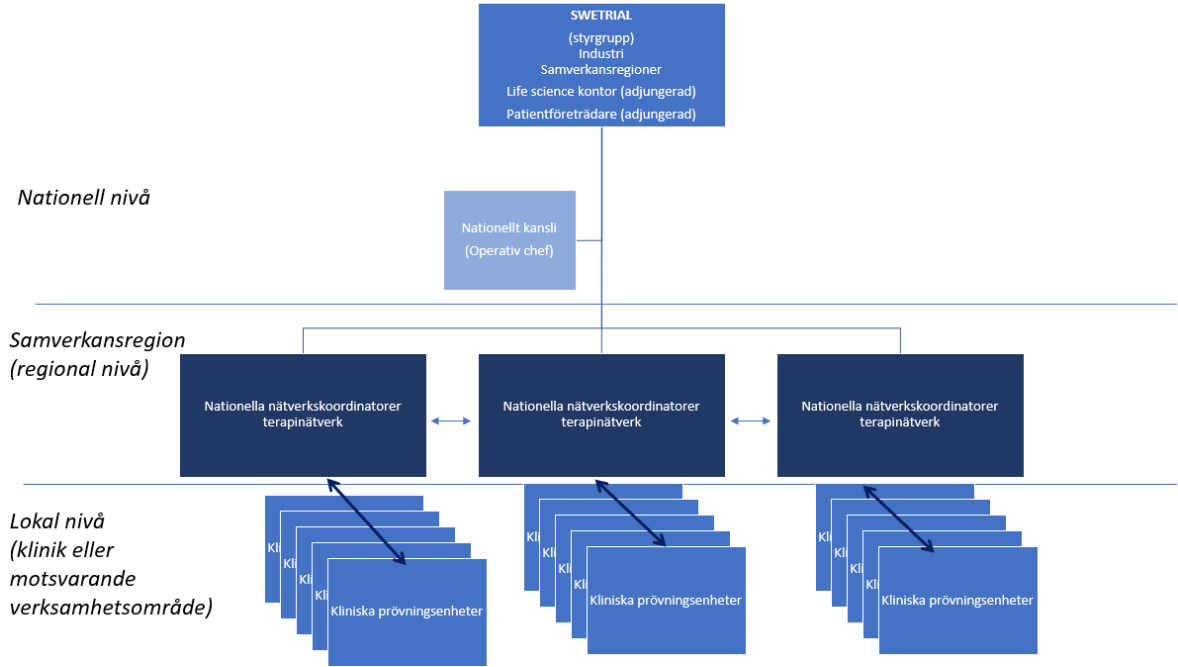 SWETRIAL
(styrgrupp)
Industri
Samverkansregioner
Life science kontor (adjungerad)
Patientföreträdare (adjungerad)
Nationell nivå
Nationellt kansli
(Operativ chef)
Samverkansregion
(regional nivå)
Nationella nätverkskoordinatorer
terapinätverk
Nationella nätverkskoordinatorer
terapinätverk
Nationella nätverkskoordinatorer
terapinätverk
Lokal nivå
(klinik eller
motsvarande
verksamhetsområde)
Kliniska prövningsenheter
Kliniska prövningsenheter
Kliniska prövningsenheter